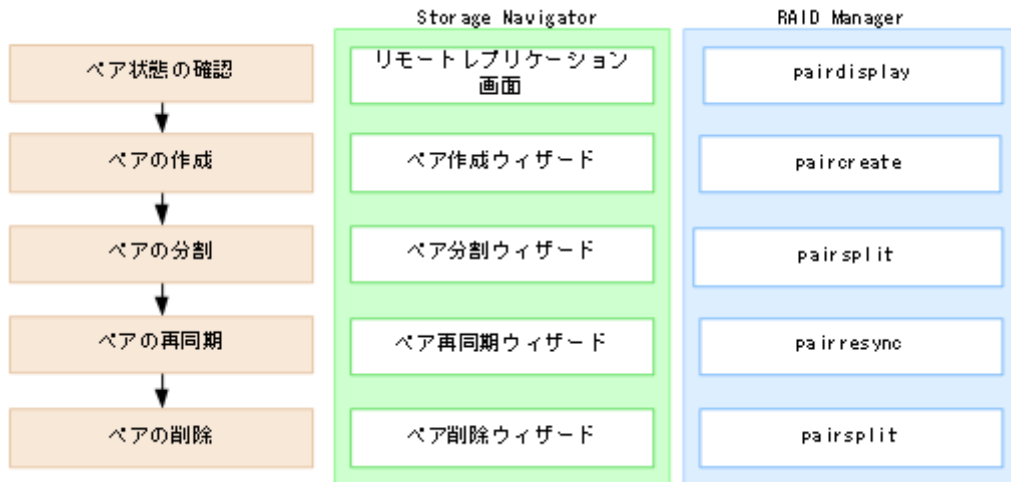 Storage Navigator
RAID Manager
ペア状態の確認
リモートレプリケーション
画面
pairdisplay
ペアの作成
ペア作成ウィザード
paircreate
ペアの分割
ペア分割ウィザード
pairsplit
ペアの再同期
ペア再同期ウィザード
pairresync
ペアの削除
ペア削除ウィザード
pairsplit